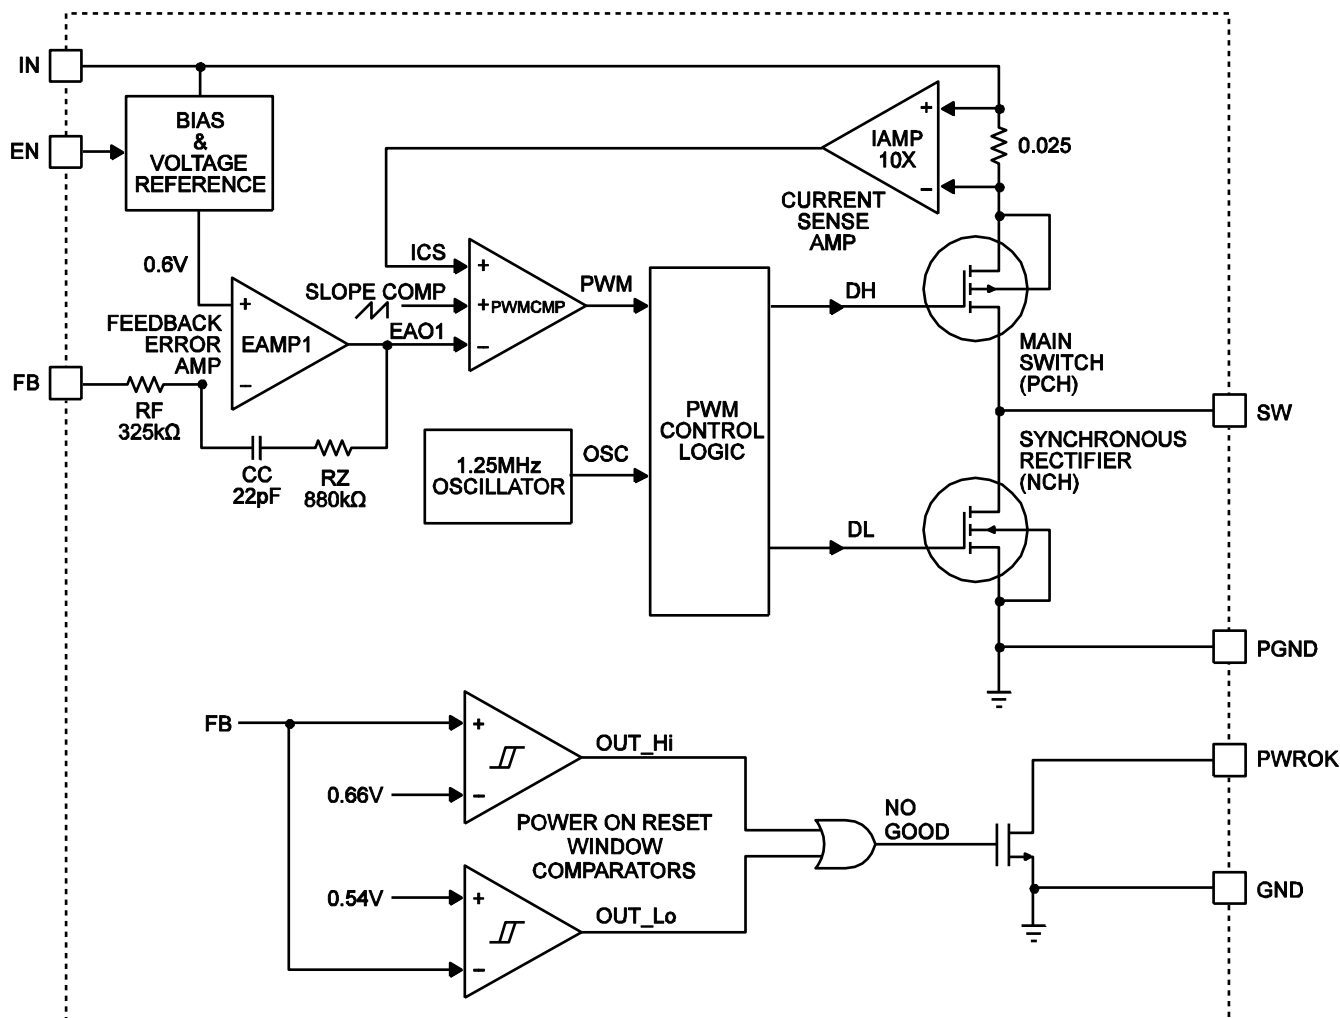 IN
BIAS
&
VOLTAGE
REFERENCE
EN
+
IAMP
10X
−
0.025
CURRENT
SENSE
AMP
0.6V
ICS
+
SLOPE COMP
+PWMCMP
PWM
EAO1
−
DH
FEEDBACK
ERROR
AMP
+
EAMP1
−
FB
RF
325kΩ
CC
22pF
RZ
880kΩ
MAIN
SWITCH
(PCH)
SW
PWM
CONTROL
LOGIC
1.25MHz
OSCILLATOR
OSC
SYNCHRONOUS
RECTIFIER
(NCH)
DL
PGND
FB
+
−
0.66V
OUT_Hi
POWER ON RESET
WINDOW
COMPARATORS
0.54V
+
−
OUT_Lo
NO
GOOD
PWROK
GND